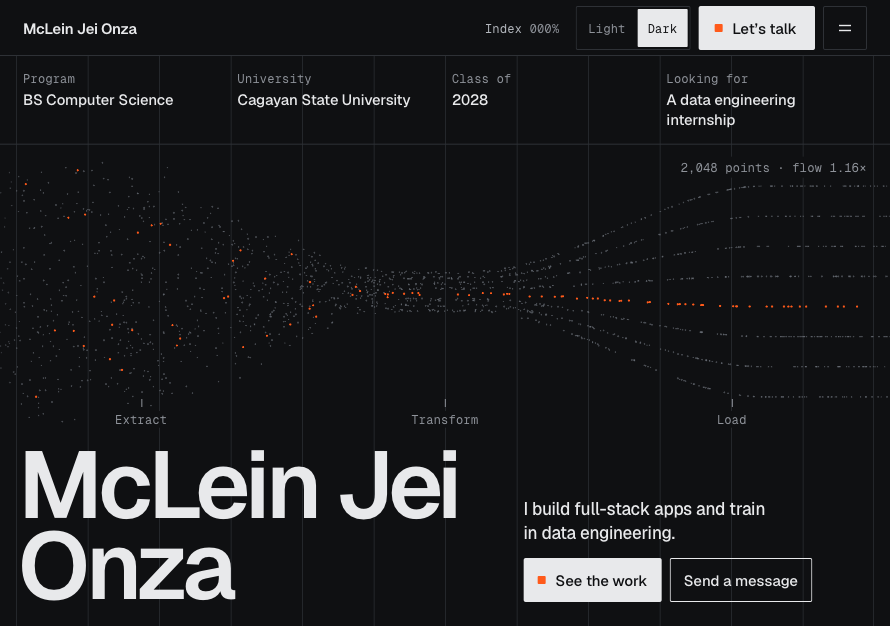 McLein Jei Onza
Index 000%
Light
Dark
Let's talk
Program
BS Computer Science
University
Cagayan State University
Class of
2028
Looking for
A data engineering
internship
2,048 points · flow 1.16×
Extract
Transform
Load
McLein Jei
Onza
I build full-stack apps and train
in data engineering.
See the work
Send a message